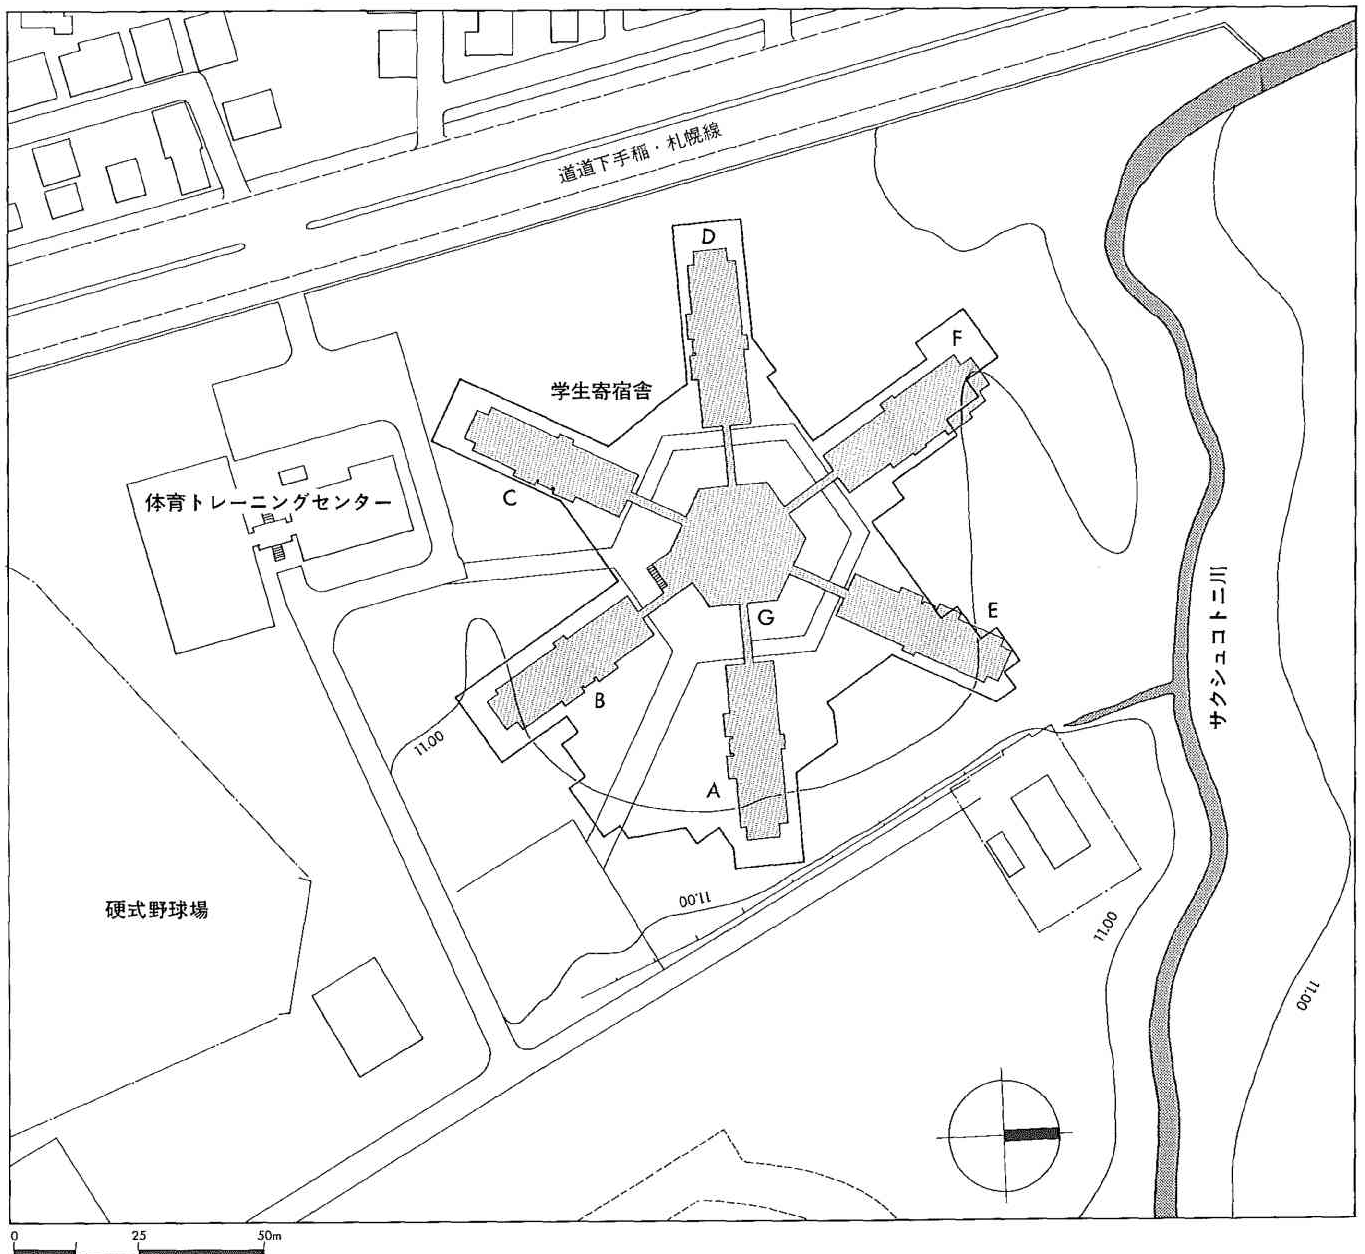 道道下手稲・札幌線
D
F
学生寄宿舎
C
体育トレーニングセンター
サクシュコトニ川
E
G
B
11.00
A
11.00
硬式野球場
11.00
11.00
0 25 50m